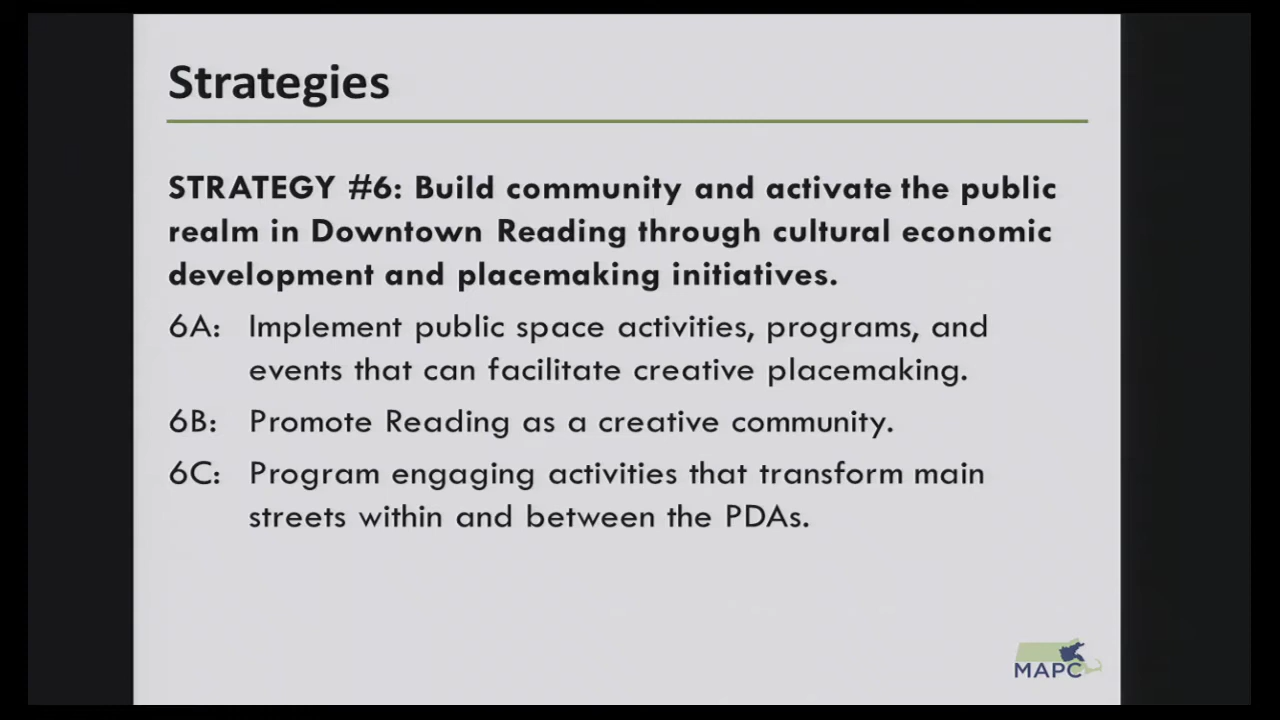 Strategies
STRATEGY #6: Build community and activate the public
realm in Downtown Reading through cultural economic
development and placemaking initiatives.
6A: Implement public space activities, programs, and
events that can facilitate creative placemaking.
6B: Promote Reading as a creative community.
6C: Program engaging activities that transform main
streets within and between the PDAs.
MAPC